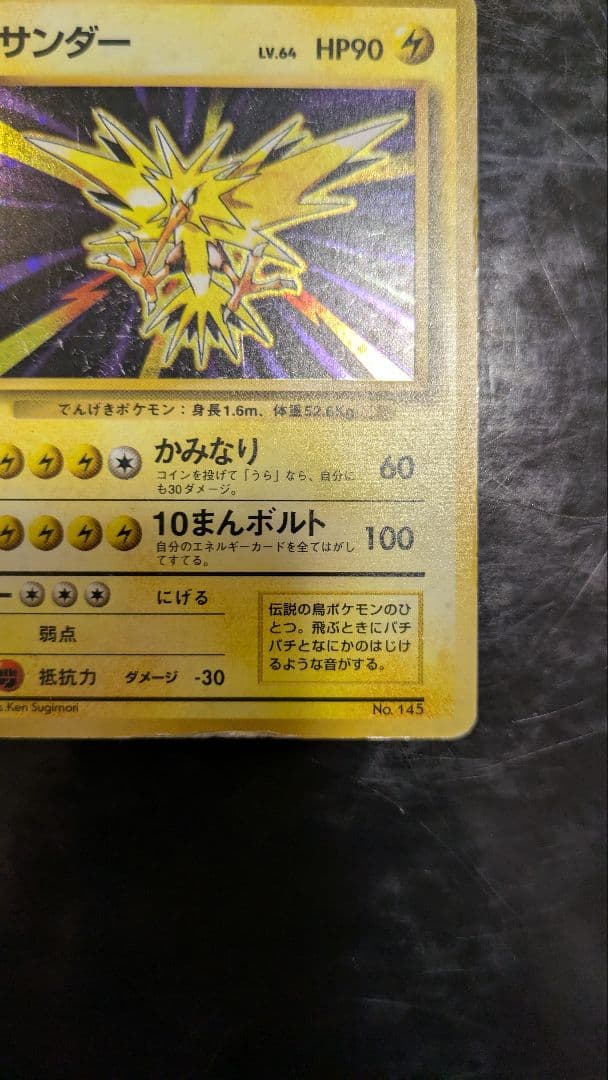 サンダー LV.64 HP90
でんげきポケモン：身長1.6m、体重52.6Kg
かみなり 60
コインを投げて「うら」なら、自分に
も30ダメージ。
10まんボルト 100
自分のエネルギーカードを全てはがし
てすてる。
にげる
弱点
抵抗力 ダメージ -30
伝説の鳥ポケモンのひ
とつ。飛ぶときにバチ
バチとなにかのはじけ
るような音がする。
Ken Sugimori
No. 145